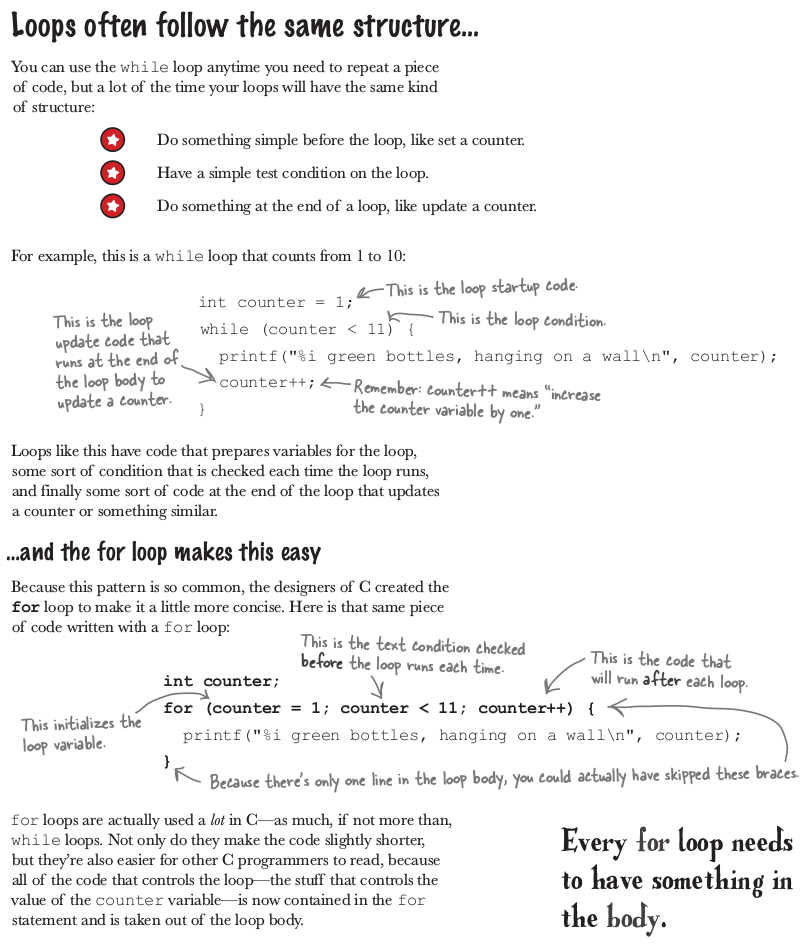 Loops often follow the same structure...
You can use the while loop anytime you need to repeat a piece
of code, but a lot of the time your loops will have the same kind
of structure:
Do something simple before the loop, like set a counter.
Have a simple test condition on the loop.
Do something at the end of a loop, like update a counter.
For example, this is a while loop that counts from 1 to 10:
int counter = 1;
This is the loop startup code.
while (counter < 11) {
This is the loop condition.
This is the loop
update code that
runs at the end of
the loop body to
update a counter.
printf("%i green bottles, hanging on a wall\n", counter);
counter++;
Remember: counter++ means "increase
the counter variable by one."
}
Loops like this have code that prepares variables for the loop,
some sort of condition that is checked each time the loop runs,
and finally some sort of code at the end of the loop that updates
a counter or something similar.
...and the for loop makes this easy
Because this pattern is so common, the designers of C created the
for loop to make it a little more concise. Here is that same piece
of code written with a for loop:
This is the text condition checked
before the loop runs each time.
This is the code that
will run after each loop.
int counter;
for (counter = 1; counter < 11; counter++) {
This initializes the
loop variable.
printf("%i green bottles, hanging on a wall\n", counter);
}
Because there's only one line in the loop body, you could actually have skipped these braces.
for loops are actually used a lot in C—as much, if not more than,
while loops. Not only do they make the code slightly shorter,
but they're also easier for other C programmers to read, because
all of the code that controls the loop—the stuff that controls the
value of the counter variable—is now contained in the for
statement and is taken out of the loop body.
Every for loop needs
to have something in
the body.